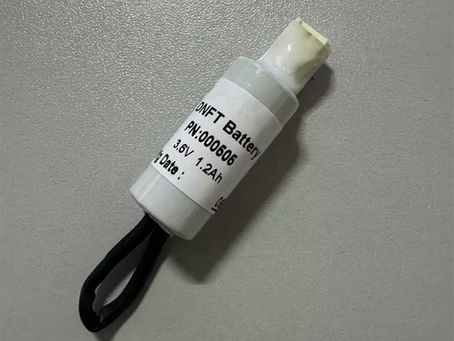 ONFT Battery
PN:000606
3.6V 1.2Ah
Date :